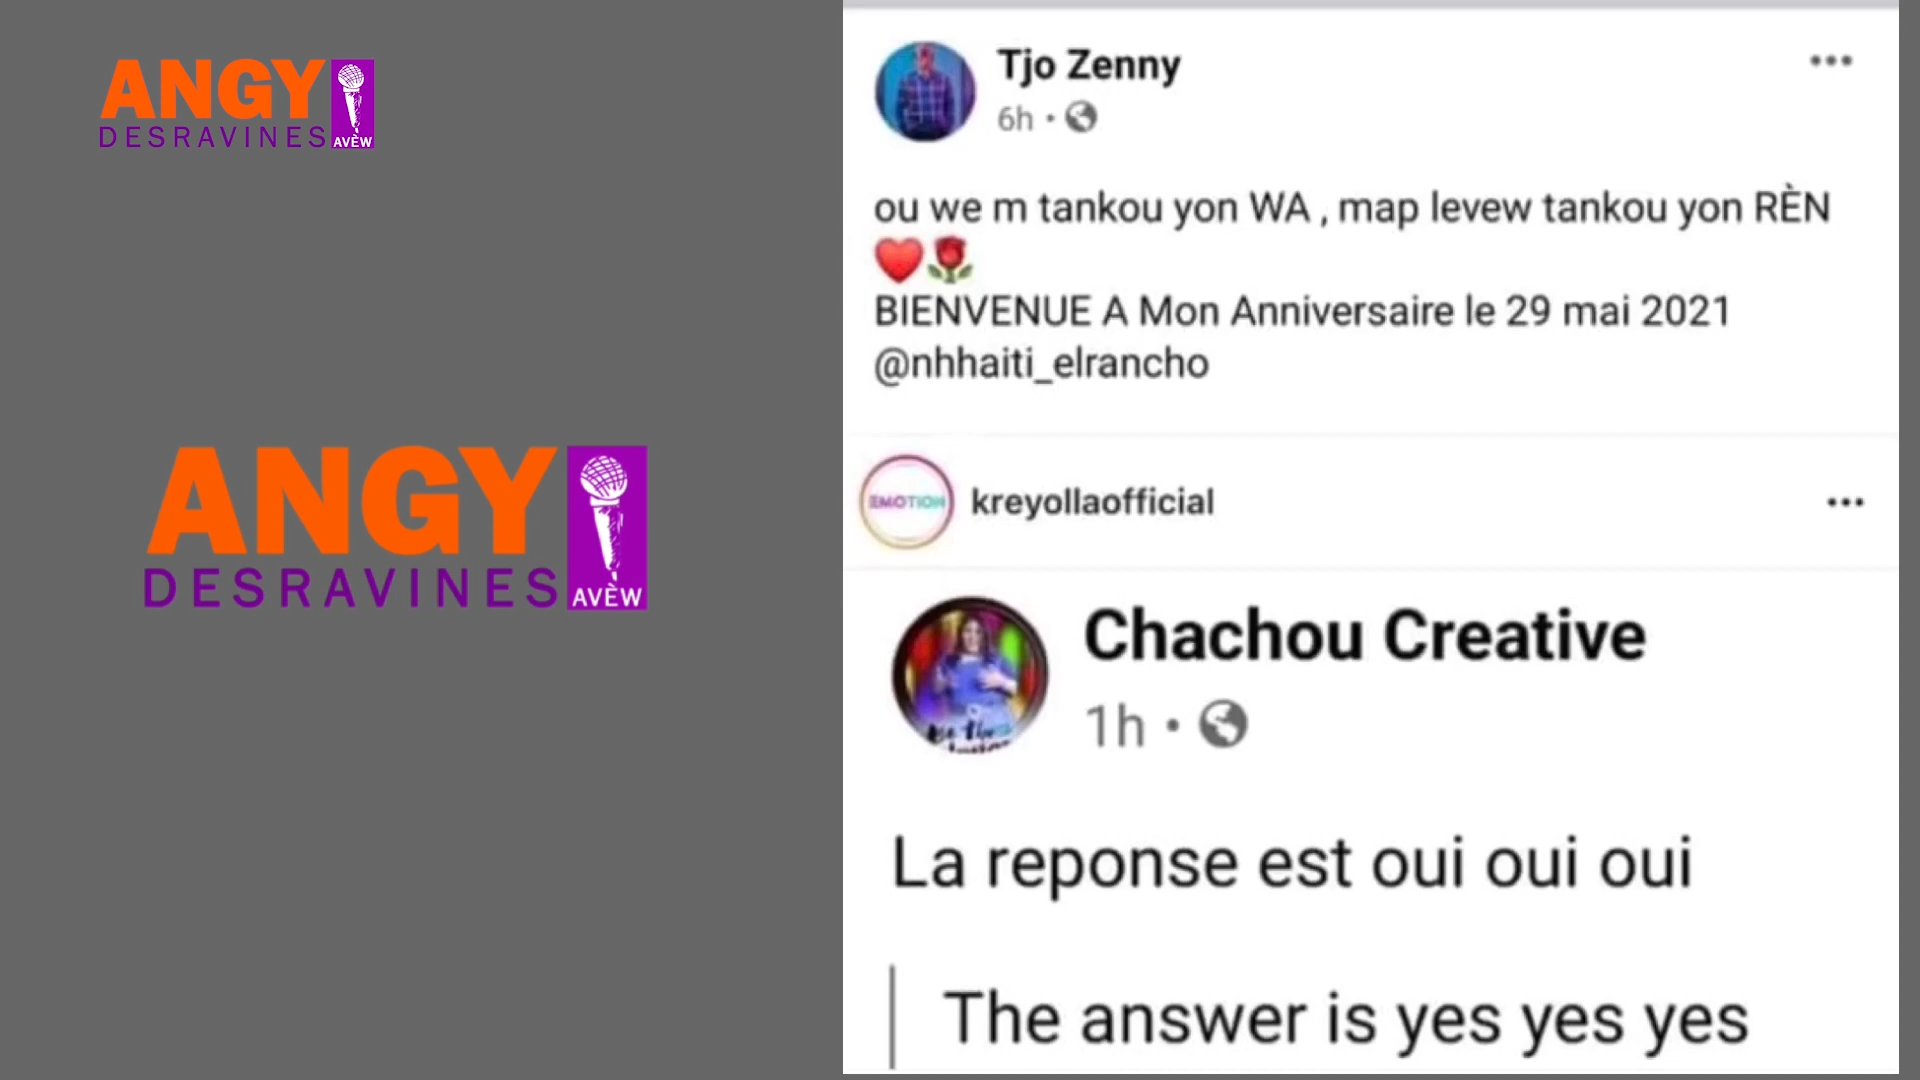 ANGY
DESRAVINES
AVÈW
ANGY
DESRAVINES
AVÈW
Tjo Zenny
6h •
ou we m tankou yon WA , map levew tankou yon RÈN
❤️🌹
BIENVENUE A Mon Anniversaire le 29 mai 2021
@nhhaiti_elrancho
EMOTION
kreyollaofficial
Chachou Creative
1h •
La reponse est oui oui oui
The answer is yes yes yes